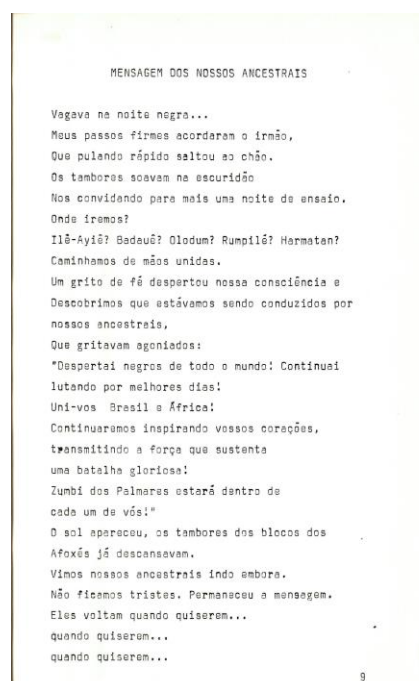 MENSAGEM DOS NOSSOS ANCESTRAIS
Vagava na noite negra...
Meus passos firmes acordaram o irmão,
Que pulando rápido saltou ao chão.
Os tambores soavam na escuridão
Nos convidando para mais uma noite de ensaio.
Onde iremos?
Ilê-Ayiê? Badauê? Olodum? Rumpilé? Harmatan?
Caminhamos de mãos unidas.
Um grito de fé despertou nossa consciência e
Descobrimos que estávamos sendo conduzidos por
nossos ancestrais,
Que gritavam agoniados:
"Despertai negros de todo o mundo! Continuai
lutando por melhores dias!
Uni-vos Brasil e África!
Continuaremos inspirando vossos corações,
transmitindo a força que sustenta
uma batalha gloriosa!
Zumbi dos Palmares estará dentro de
cada um de vós!"
O sol apareceu, os tambores dos blocos dos
Afoxés já descansavam.
Vimos nossos ancestrais indo embora.
Não ficamos tristes. Permaneceu a mensagem.
Eles voltam quando quiserem...
quando quiserem...
quando quiserem...
9